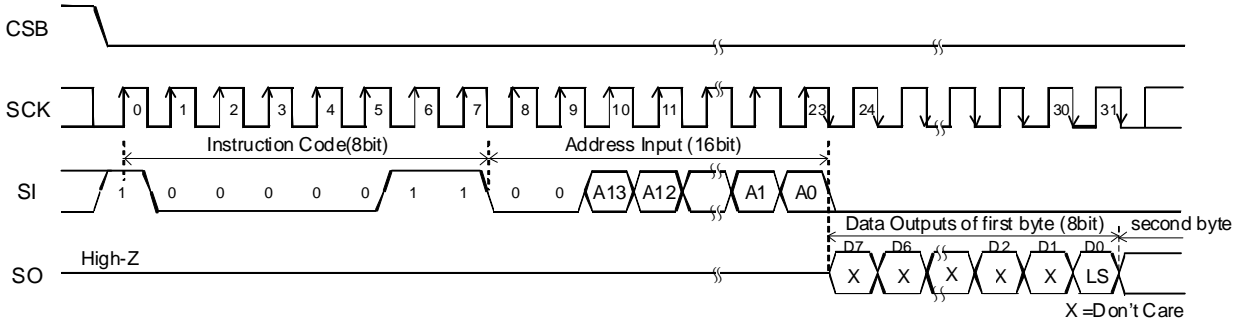 CSB
SCK 0 1 2 3 4 5 6 7 8 9 10 11 23 24 30 31
Instruction Code(8bit) Address Input (16bit)
SI 1 0 0 0 0 0 1 1 0 0 A13 A12 A1 A0
Data Outputs of first byte (8bit) second byte
High-Z D7 D6 D2 D1 D0
SO X X X X X LS
X =Don't Care